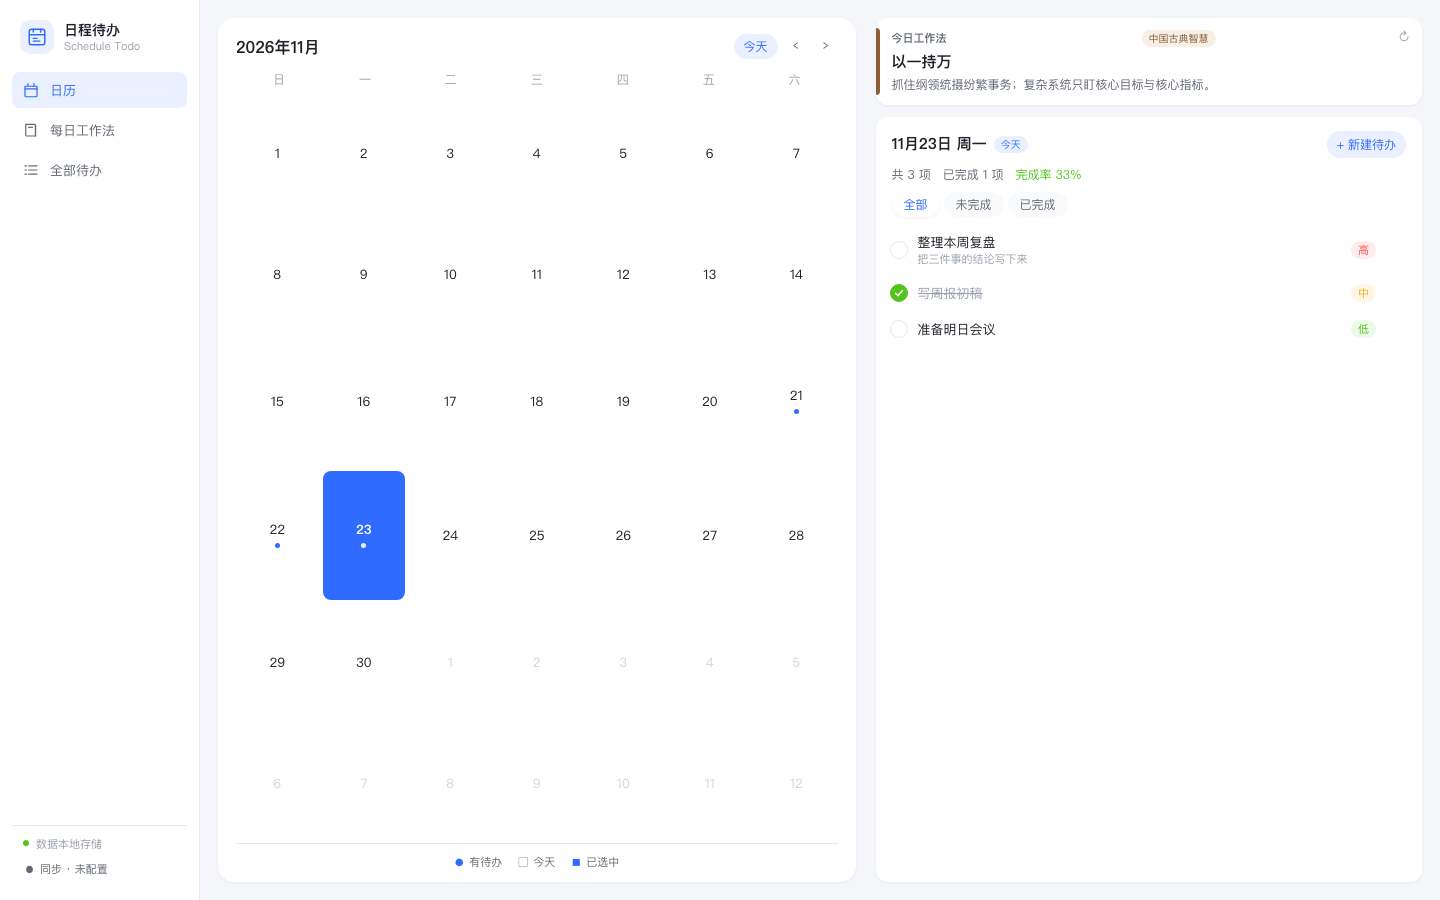 日程待办
Schedule Todo
日历
每日工作法
全部待办
数据本地存储
同步 · 未配置
2026年11月
今天
日 一 二 三 四 五 六
1 2 3 4 5 6 7
8 9 10 11 12 13 14
15 16 17 18 19 20 21
22 23 24 25 26 27 28
29 30 1 2 3 4 5
6 7 8 9 10 11 12
有待办 今天 已选中
今日工作法 中国古典智慧
以一持万
抓住纲领统摄纷繁事务；复杂系统只盯核心目标与核心指标。
11月23日 周一 今天 + 新建待办
共 3 项 已完成 1 项 完成率 33%
全部 未完成 已完成
整理本周复盘 高
把三件事的结论写下来
写周报初稿 中
准备明日会议 低